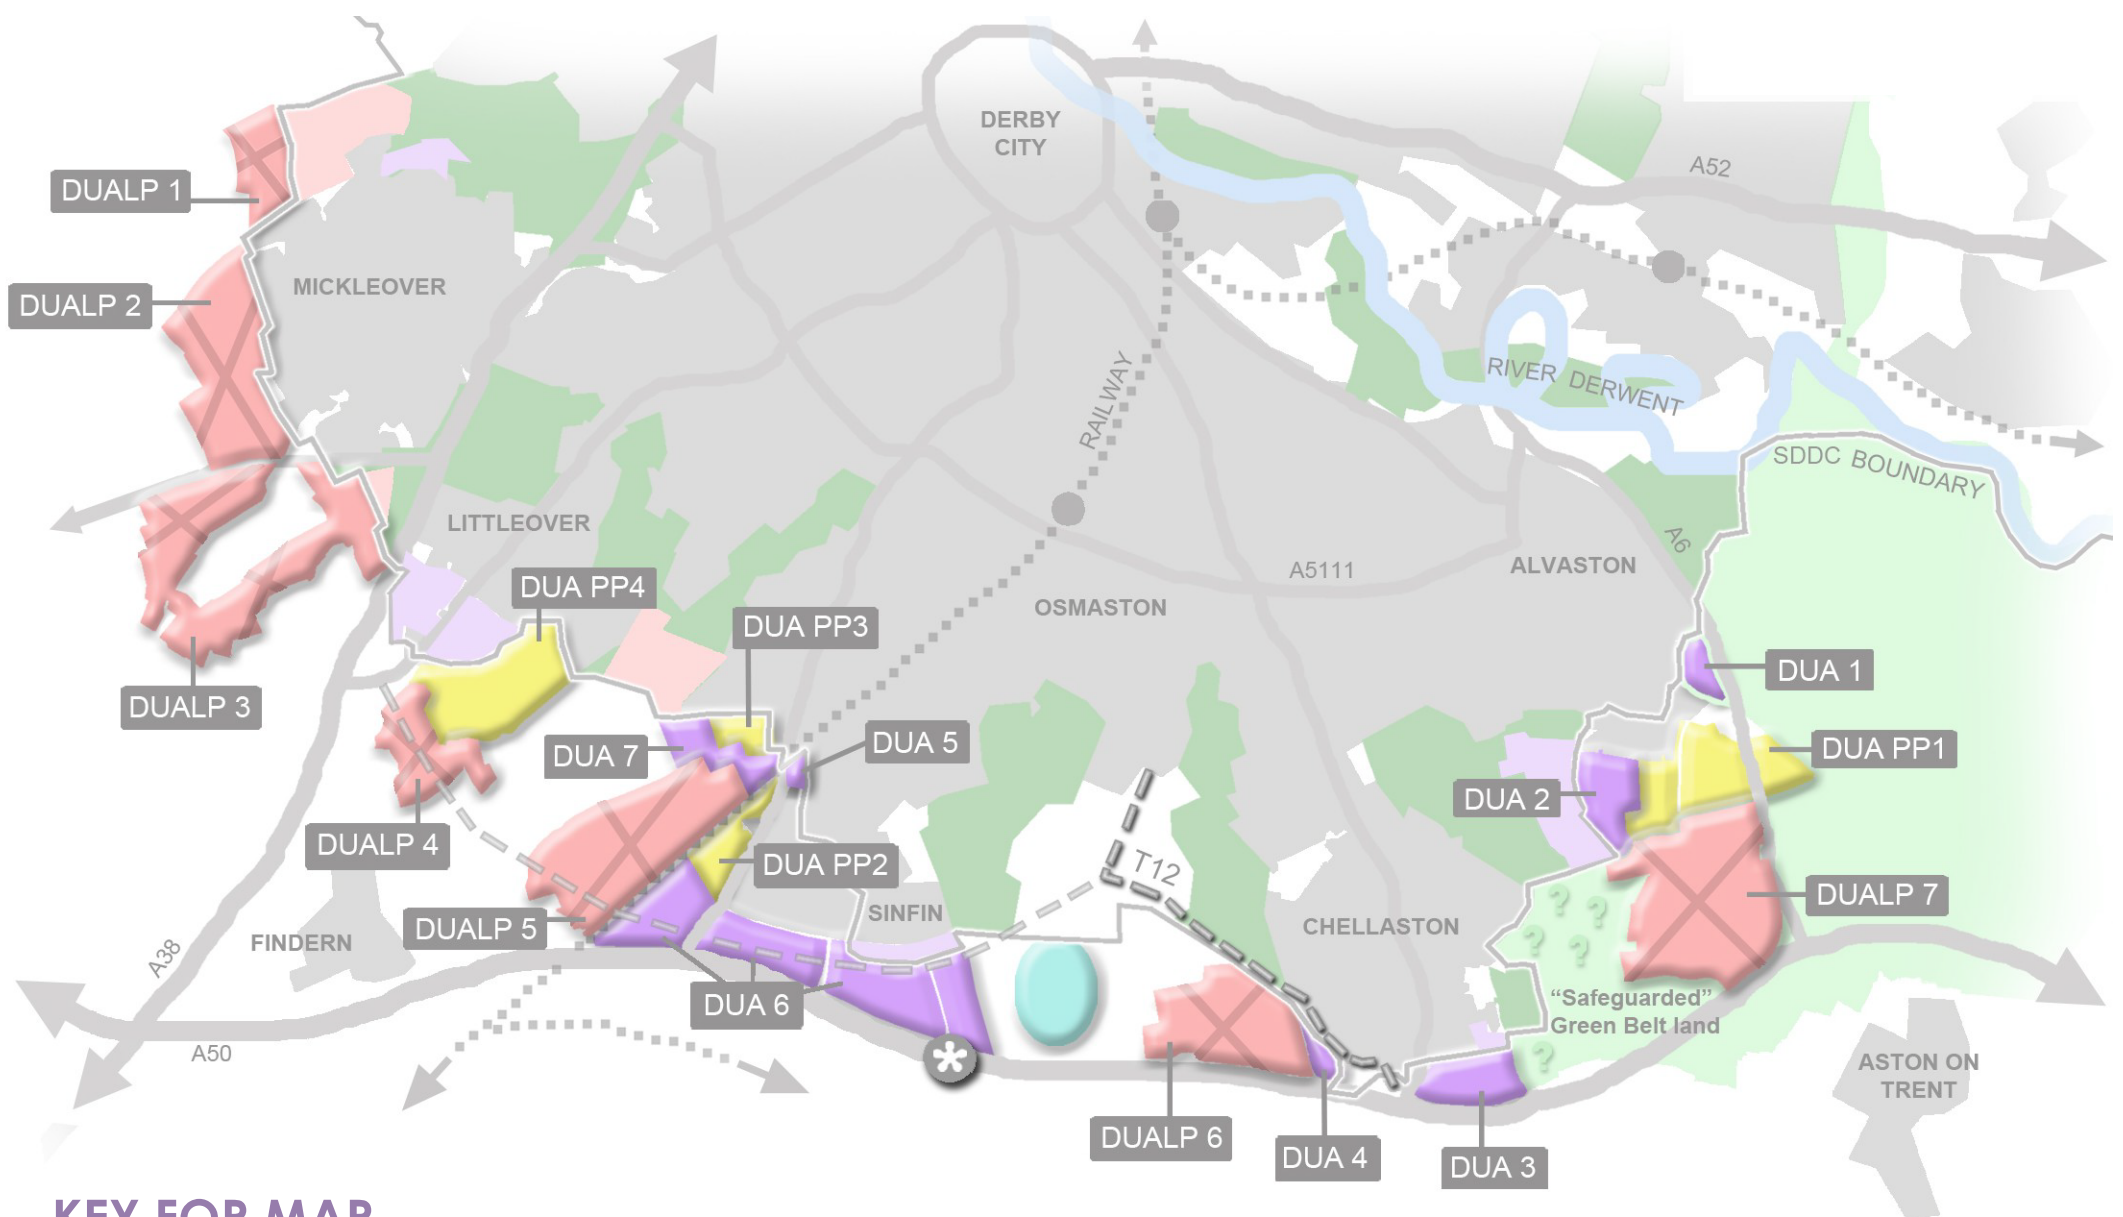 DERBY
CITY
A52
DUALP 1
MICKLEOVER
DUALP 2
RAILWAY
RIVER DERWENT
SDDC BOUNDARY
LITTLEOVER
A6
A5111
ALVASTON
DUA PP4
OSMASTON
DUA PP3
DUA 1
DUALP 3
DUA 7
DUA 5
DUA PP1
DUA 2
DUALP 4
DUA PP2
T12
DUALP 7
SINFIN
CHELLASTON
DUALP 5
FINDERN
A38
? ?
? ?
DUA 6
“Safeguarded”
Green Belt land
A50
*
?
ASTON ON
TRENT
DUALP 6
DUA 4
DUA 3
KEY FOR MAP